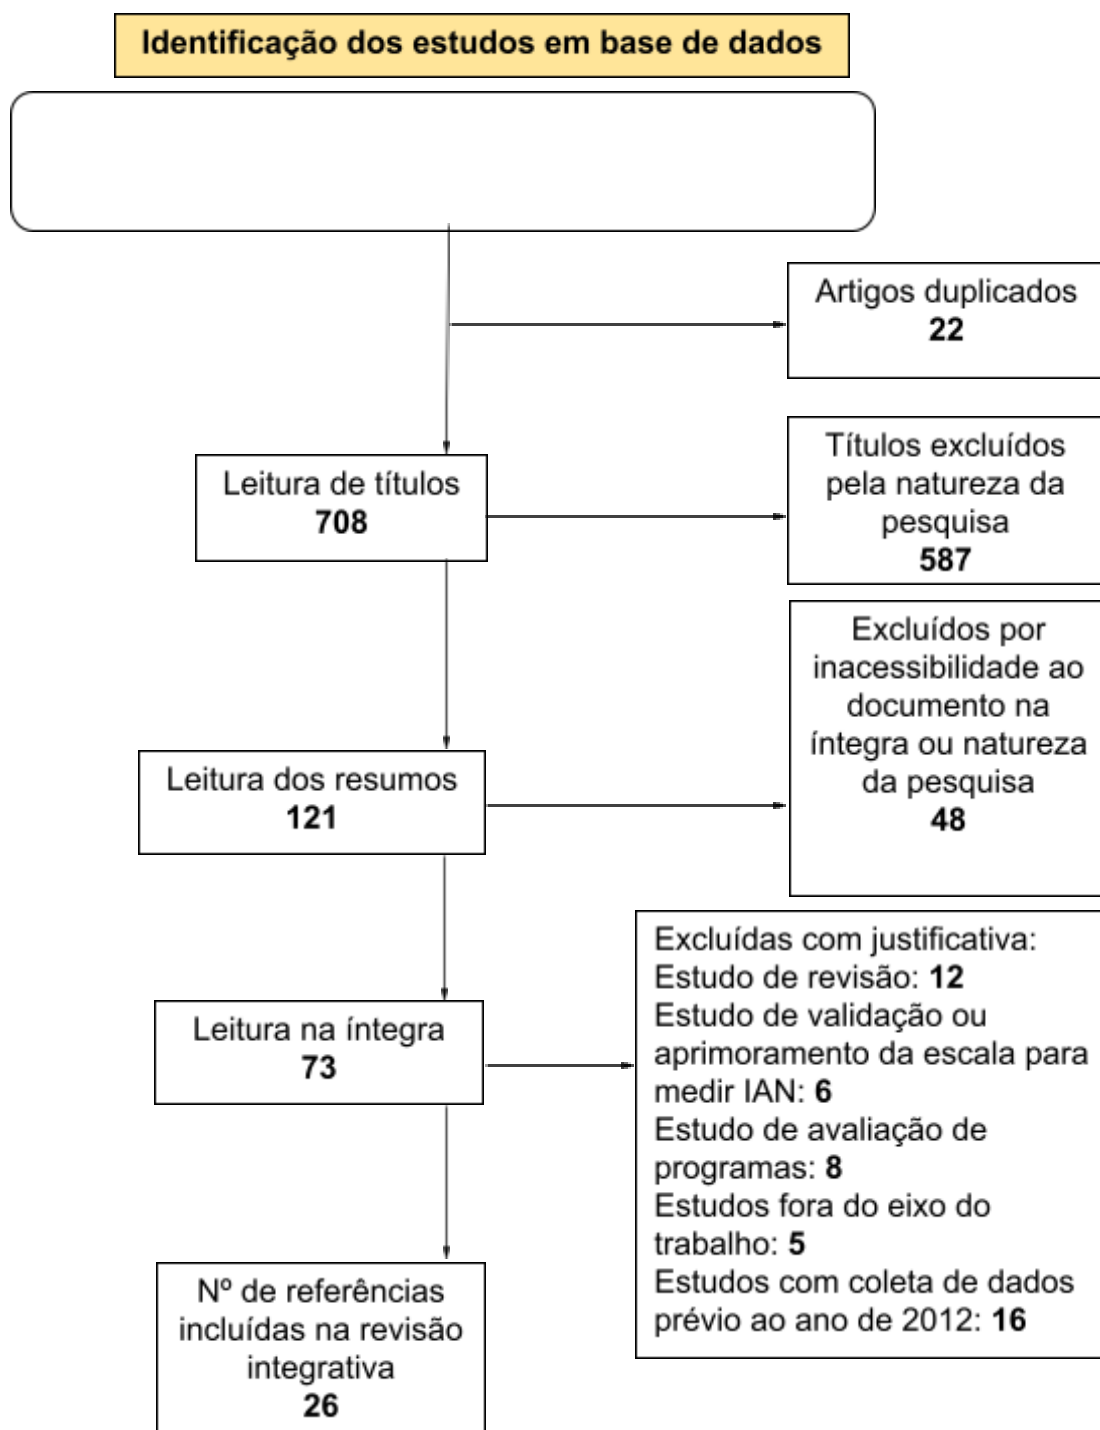 Identificação dos estudos em base de dados
Artigos duplicados
22
Leitura de títulos
708
Títulos excluídos
pela natureza da
pesquisa
587
Leitura dos resumos
121
Excluídos por
inacessibilidade ao
documento na
íntegra ou natureza
da pesquisa
48
Leitura na íntegra
73
Excluídas com justificativa:
Estudo de revisão: 12
Estudo de validação ou
aprimoramento da escala para
medir IAN: 6
Estudo de avaliação de
programas: 8
Estudos fora do eixo do
trabalho: 5
Estudos com coleta de dados
prévio ao ano de 2012: 16
Nº de referências
incluídas na revisão
integrativa
26